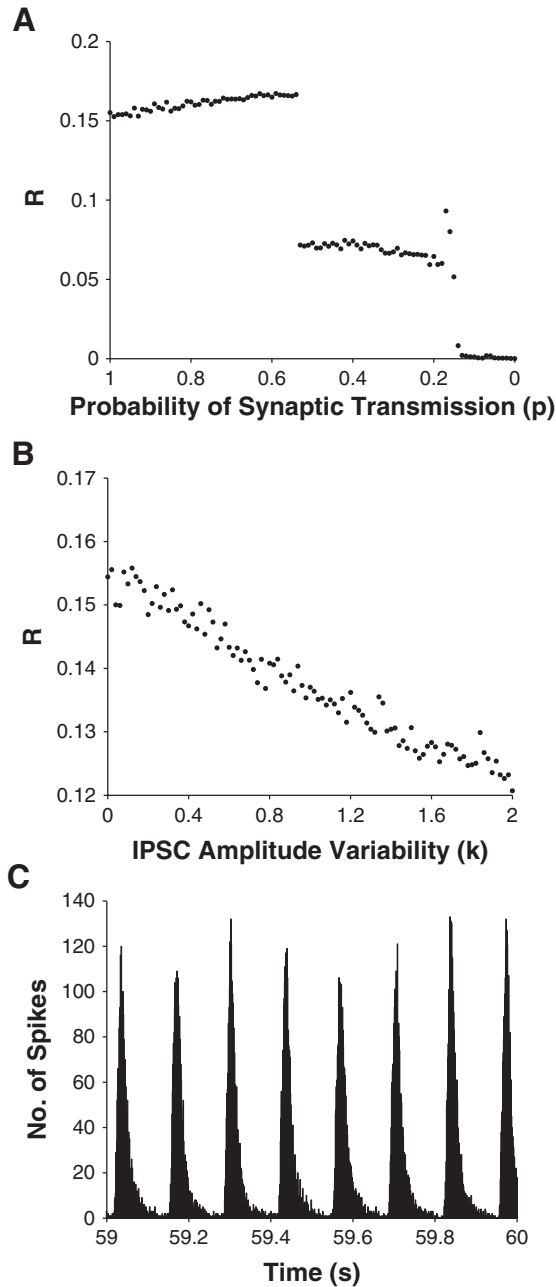 A
0.2
0.15
0.1
0.05
0
R
1 0.8 0.6 0.4 0.2 0
Probability of Synaptic Transmission (p)
B
0.17
0.16
0.15
0.14
0.13
0.12
R
0 0.4 0.8 1.2 1.6 2
IPSC Amplitude Variability (k)
C
140
120
100
80
60
40
20
0
No. of Spikes
59 59.2 59.4 59.6 59.8 60
Time (s)